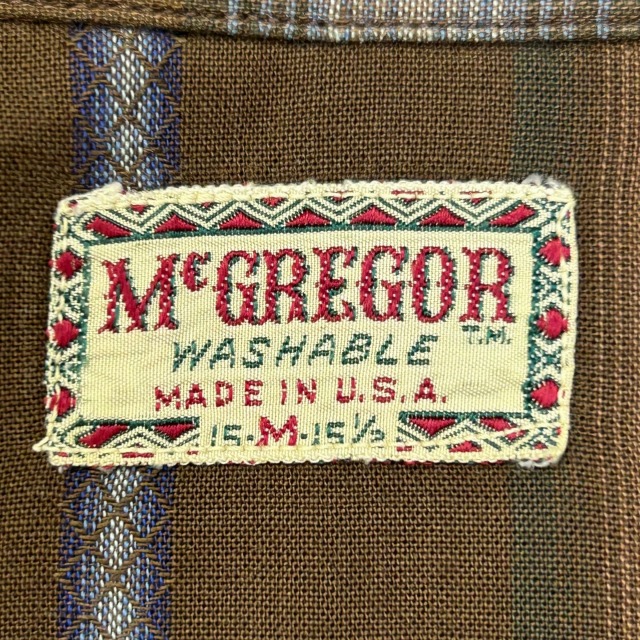 McGREGOR
T.M.
WASHABLE
MADE IN U.S.A.
15-M-15½